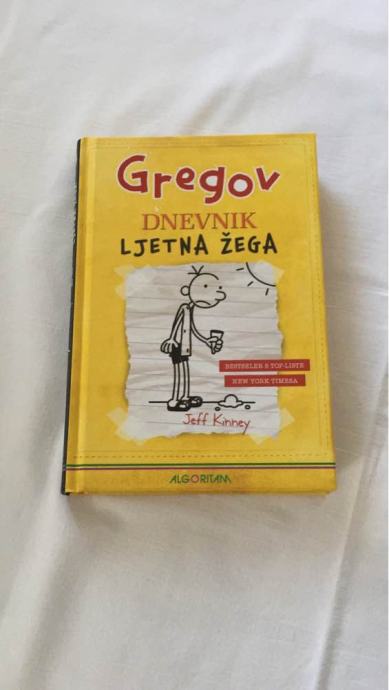 Gregov
DNEVNIK
LJETNA ŽEGA
BESTSELER S TOP-LISTE
NEW YORK TIMESA
Jeff Kinney
ALGORITAM